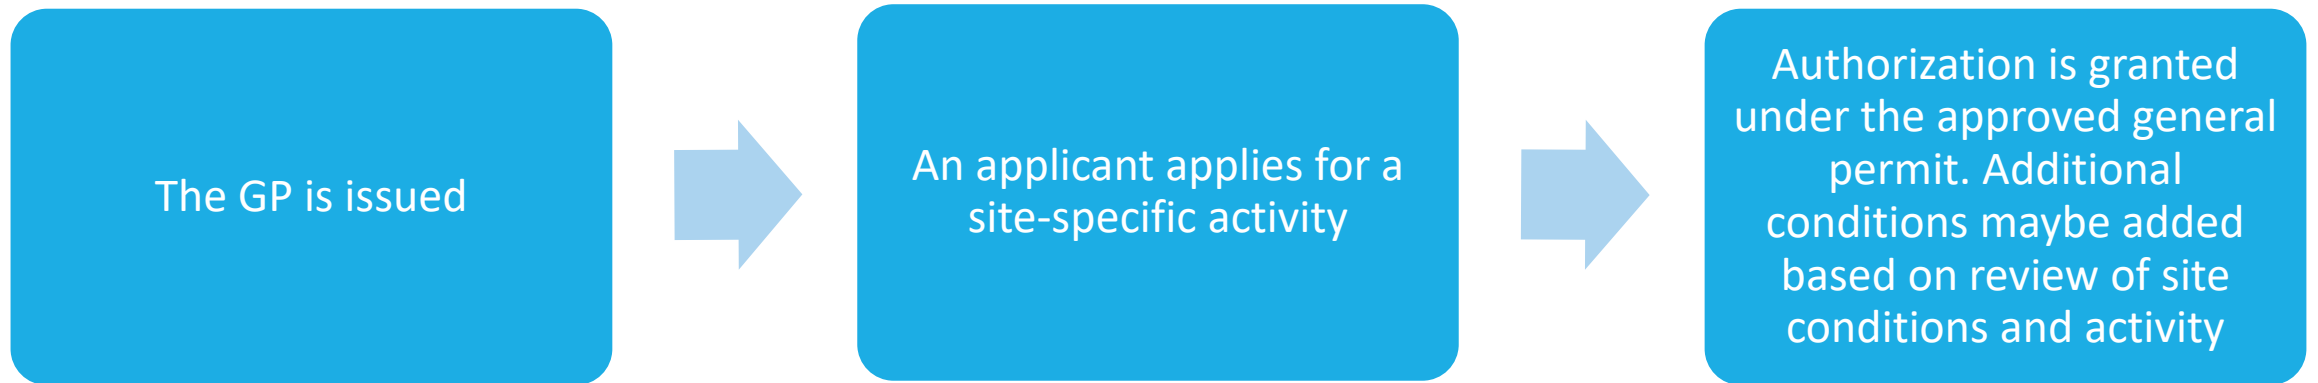 The GP is issued
An applicant applies for a
site-specific activity
Authorization is granted
under the approved general
permit. Additional
conditions maybe added
based on review of site
conditions and activity